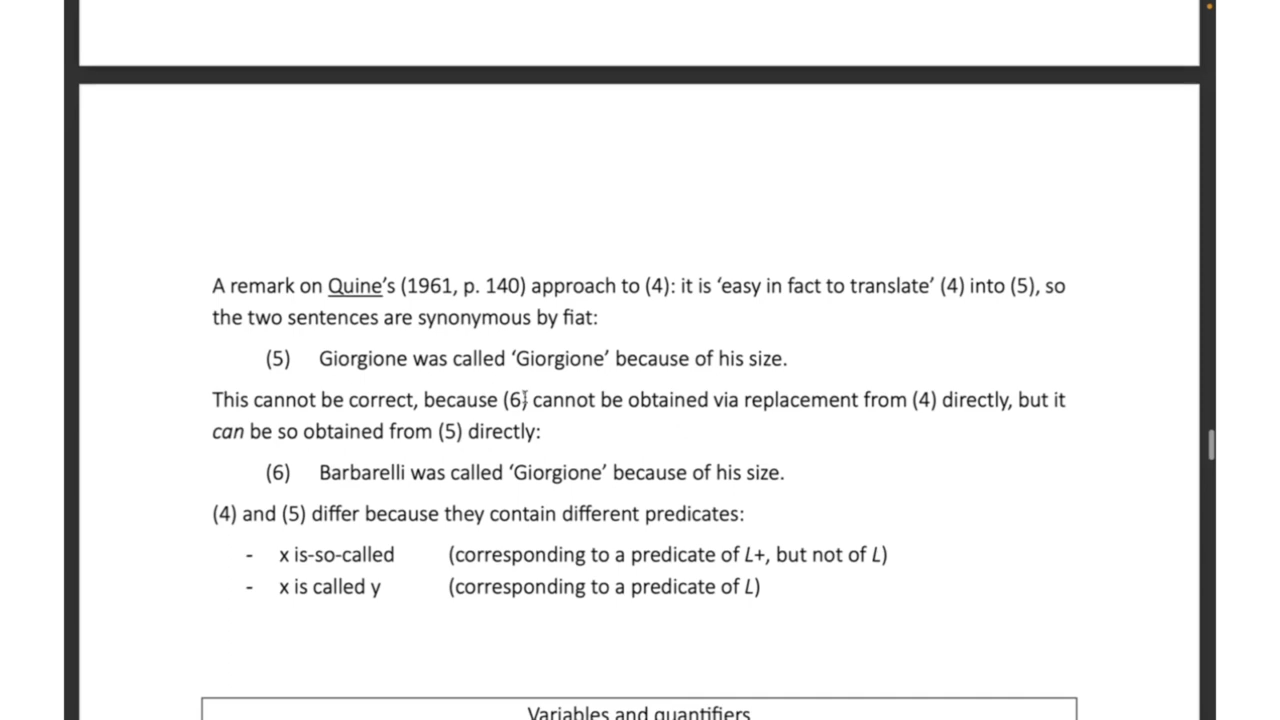 A remark on Quine's (1961, p. 140) approach to (4): it is ‘easy in fact to translate’ (4) into (5), so
the two sentences are synonymous by fiat:
(5) Giorgione was called ‘Giorgione’ because of his size.
This cannot be correct, because (6) cannot be obtained via replacement from (4) directly, but it
can be so obtained from (5) directly:
(6) Barbarelli was called ‘Giorgione’ because of his size.
(4) and (5) differ because they contain different predicates:
- x is-so-called (corresponding to a predicate of L+, but not of L)
- x is called y (corresponding to a predicate of L)
Variables and quantifiers